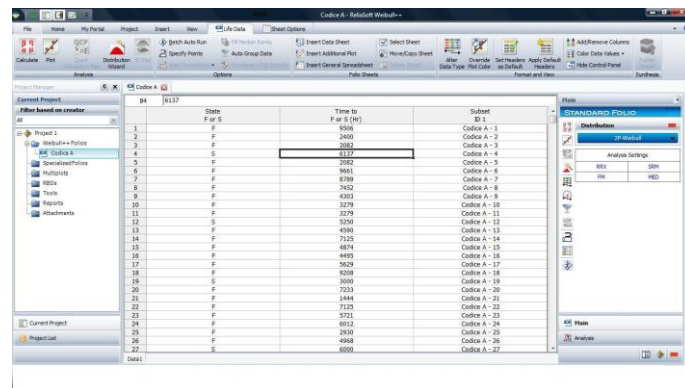 Codice A - ReliaSoft Weibull++
File Home My Portal Project Insert View Life Data Sheet Options
Calculate Plot QCP Distribution Wizard
Batch Auto Run
Specify Points
Auto Group Data
Insert Data Sheet
Insert Additional Plot
Insert General Spreadsheet
Select Sheet
Move/Copy Sheet
Alter Data Type
Override Plot Color
Set Headers as Default
Apply Default Headers
Add/Remove Columns
Color Data Values
Hide Control Panel
Analysis Options Folio Sheets Format and View Synthesis
Project Manager
Current Project
Filter based on creator
All
Project 1
Weibull++ Folios
Codice A
Specialized Folios
Multiplots
RBDs
Tools
Reports
Attachments
Current Project
Project List
Codice A
B4 6137
State Time to Subset
F or S F or S (Hr) ID 1
1 F 9506 Codice A - 1
2 F 2400 Codice A - 2
3 F 2082 Codice A - 3
4 S 6137 Codice A - 4
5 F 2082 Codice A - 5
6 F 9661 Codice A - 6
7 F 8789 Codice A - 7
8 F 7452 Codice A - 8
9 F 4303 Codice A - 9
10 F 3279 Codice A - 10
11 F 3279 Codice A - 11
12 S 5250 Codice A - 12
13 F 4590 Codice A - 13
14 F 7125 Codice A - 14
15 F 4874 Codice A - 15
16 F 4495 Codice A - 16
17 F 5629 Codice A - 17
18 F 9208 Codice A - 18
19 S 3000 Codice A - 19
20 F 7233 Codice A - 20
21 F 1444 Codice A - 21
22 F 7125 Codice A - 22
23 F 5721 Codice A - 23
24 F 6012 Codice A - 24
25 F 2930 Codice A - 25
26 F 4968 Codice A - 26
27 S 6000 Codice A - 27
Data1
Main
STANDARD FOLIO
Distribution
2P-Weibull
Analysis Settings
RRX SRM
FM MED
Main
Analysis